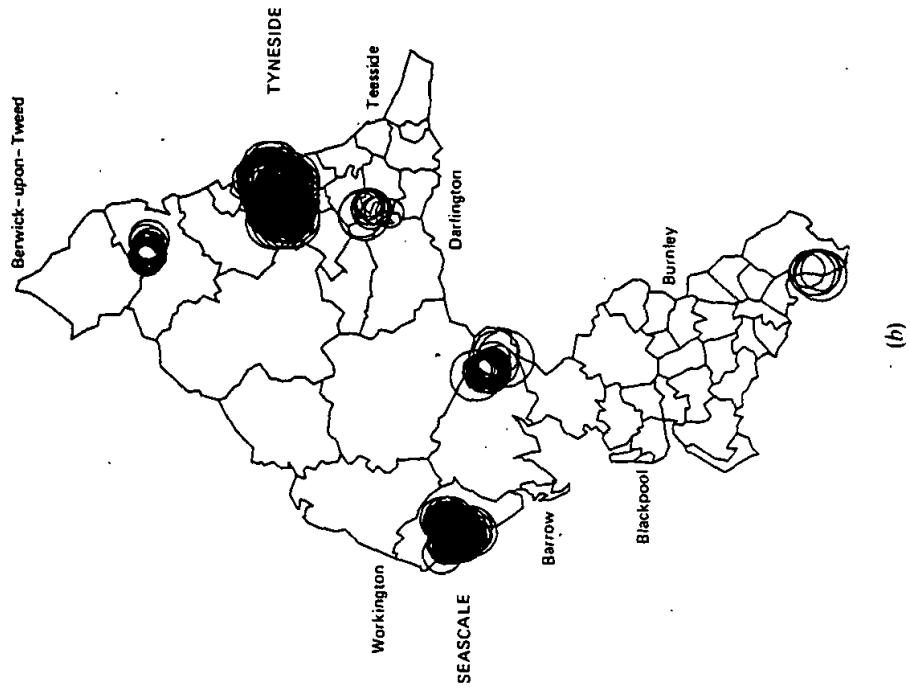 Berwick-upon-Tweed
TYNESIDE
Teesside
Darlington
Workington
SEASCALE
Barrow
Blackpool
Burnley
(b)